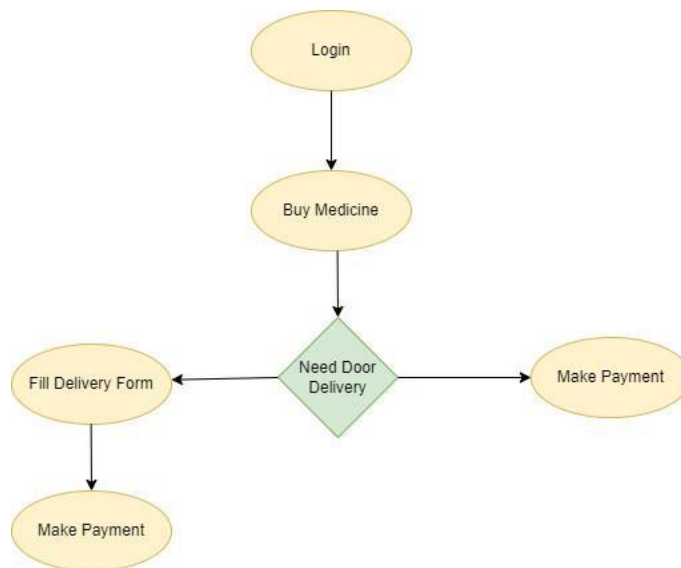 Login
Buy Medicine
Need Door
Delivery
Fill Delivery Form
Make Payment
Make Payment